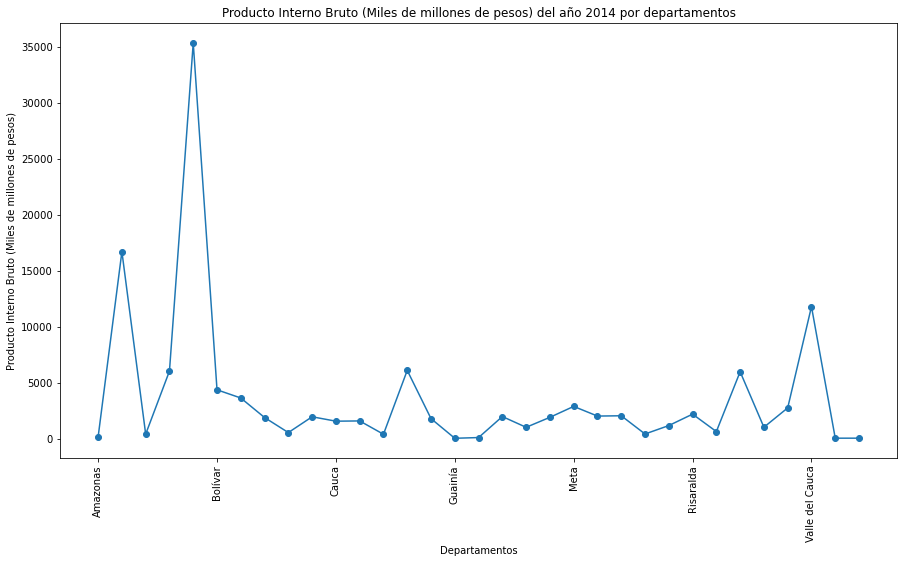 Producto Interno Bruto (Miles de millones de pesos) del año 2014 por departamentos
Producto Interno Bruto (Miles de millones de pesos)
35000
30000
25000
20000
15000
10000
5000
0
Amazonas
Bolívar
Cauca
Guainía
Meta
Risaralda
Valle del Cauca
Departamentos